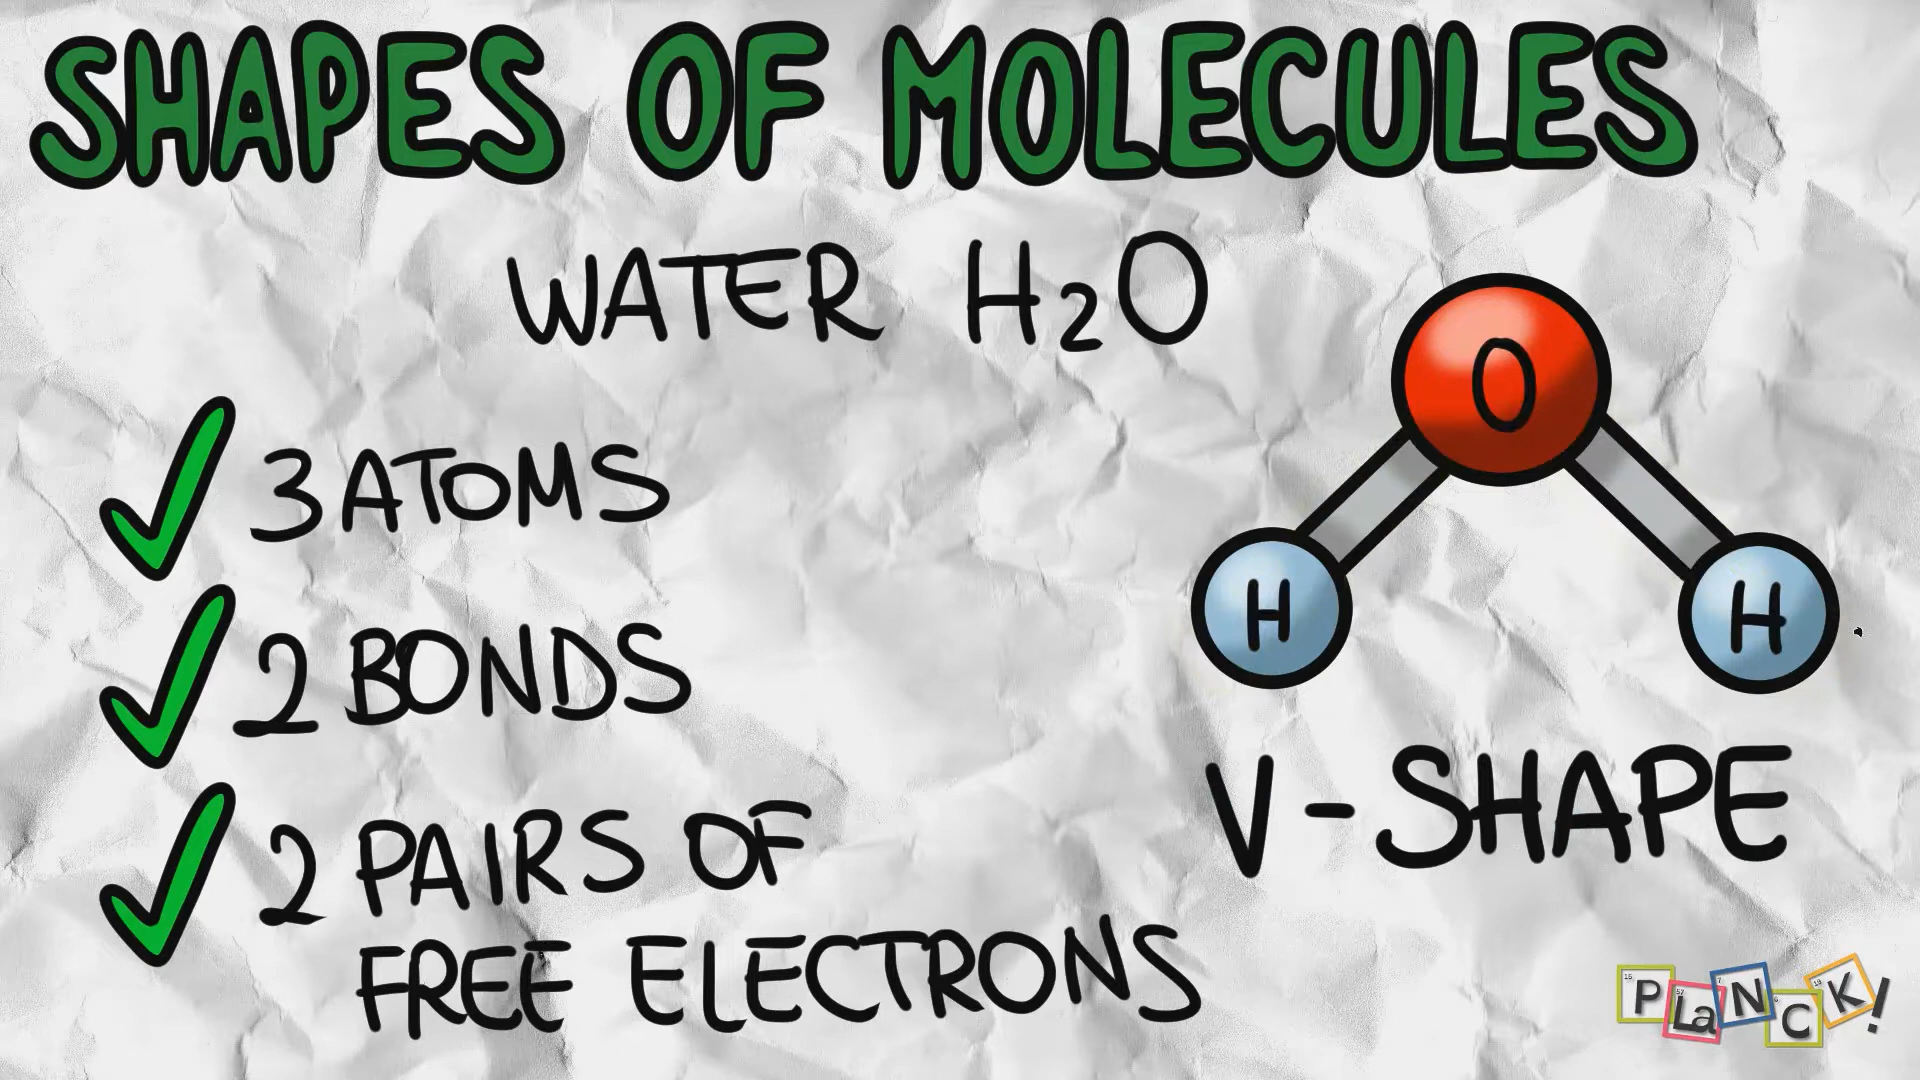 SHAPES OF MOLECULES
WATER H2O
O
H H
3 ATOMS
2 BONDS
2 PAIRS OF
FREE ELECTRONS
V-SHAPE
PLaNCK!